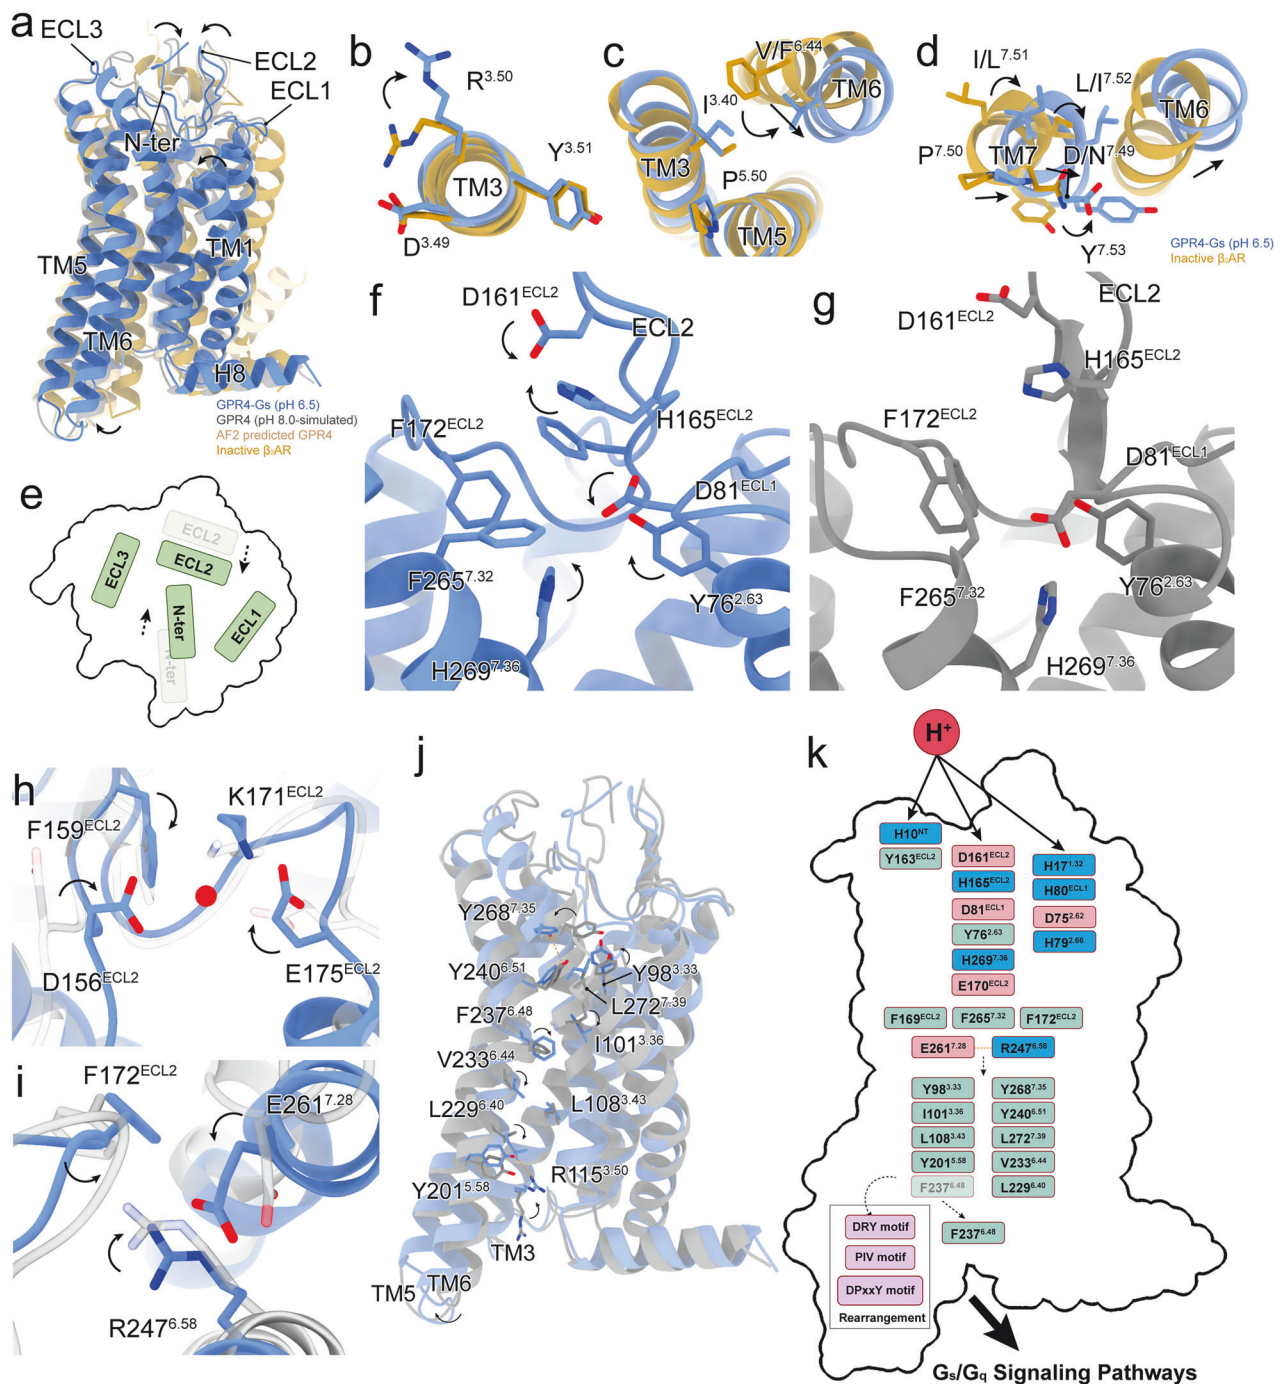 a
ECL3
ECL2
ECL1
N-ter
TM5
TM1
TM6
H8
GPR4-Gs (pH 6.5)
GPR4 (pH 8.0-simulated)
AF2 predicted GPR4
Inactive β₂AR
b
R3.50
TM3
Y3.51
D3.49
c
V/F6.44
I3.40
TM6
TM3
P5.50
TM5
d
I/L7.51
L/I7.52
TM6
P7.50
TM7
D/N7.49
Y7.53
GPR4-Gs (pH 6.5)
Inactive β₂AR
e
ECL2
ECL3
ECL2
N-ter
ECL1
N-ter
f
D161ECL2
ECL2
F172ECL2
H165ECL2
D81ECL1
F2657.32
Y762.63
H2697.36
g
ECL2
D161ECL2
H165ECL2
F172ECL2
D81ECL1
F2657.32
Y762.63
H2697.36
h
K171ECL2
F159ECL2
D156ECL2
E175ECL2
i
F172ECL2
E2617.28
R2476.58
j
Y2687.35
Y2406.51
Y983.33
L2727.39
F2376.48
I1013.36
V2336.44
L2296.40
L1083.43
R1153.50
Y2015.58
TM3
TM5
TM6
k
H+
H10NT
Y163ECL2
D161ECL2
H165ECL2
D81ECL1
Y762.63
H2697.36
E170ECL2
H171.32
H80ECL1
D752.62
H792.66
F169ECL2
F2657.32
F172ECL2
E2617.28
R2476.58
Y983.33
Y2687.35
I1013.36
Y2406.51
L1083.43
L2727.39
Y2015.58
V2336.44
F2376.48
L2296.40
F2376.48
DRY motif
PIV motif
DPxxY motif
Rearrangement
Gs/Gq Signaling Pathways